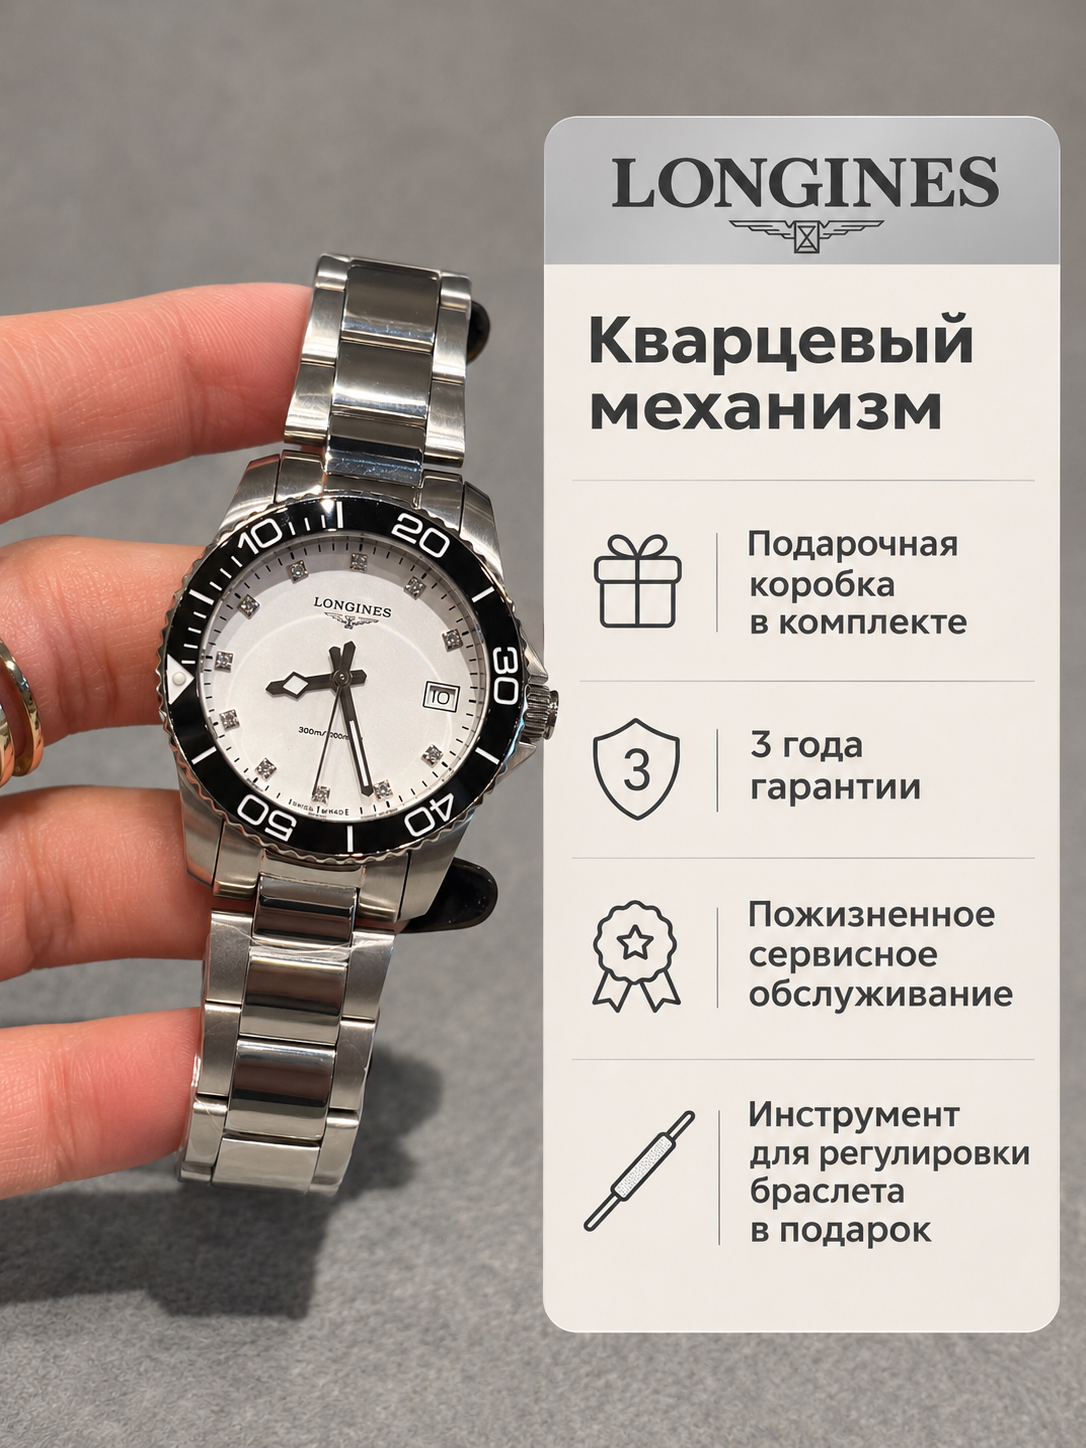 LONGINES
Кварцевый
механизм
Подарочная
коробка
в комплекте
3
3 года
гарантии
Пожизненное
сервисное
обслуживание
Инструмент
для регулировки
браслета
в подарок
10
20
30
40
50
LONGINES
10